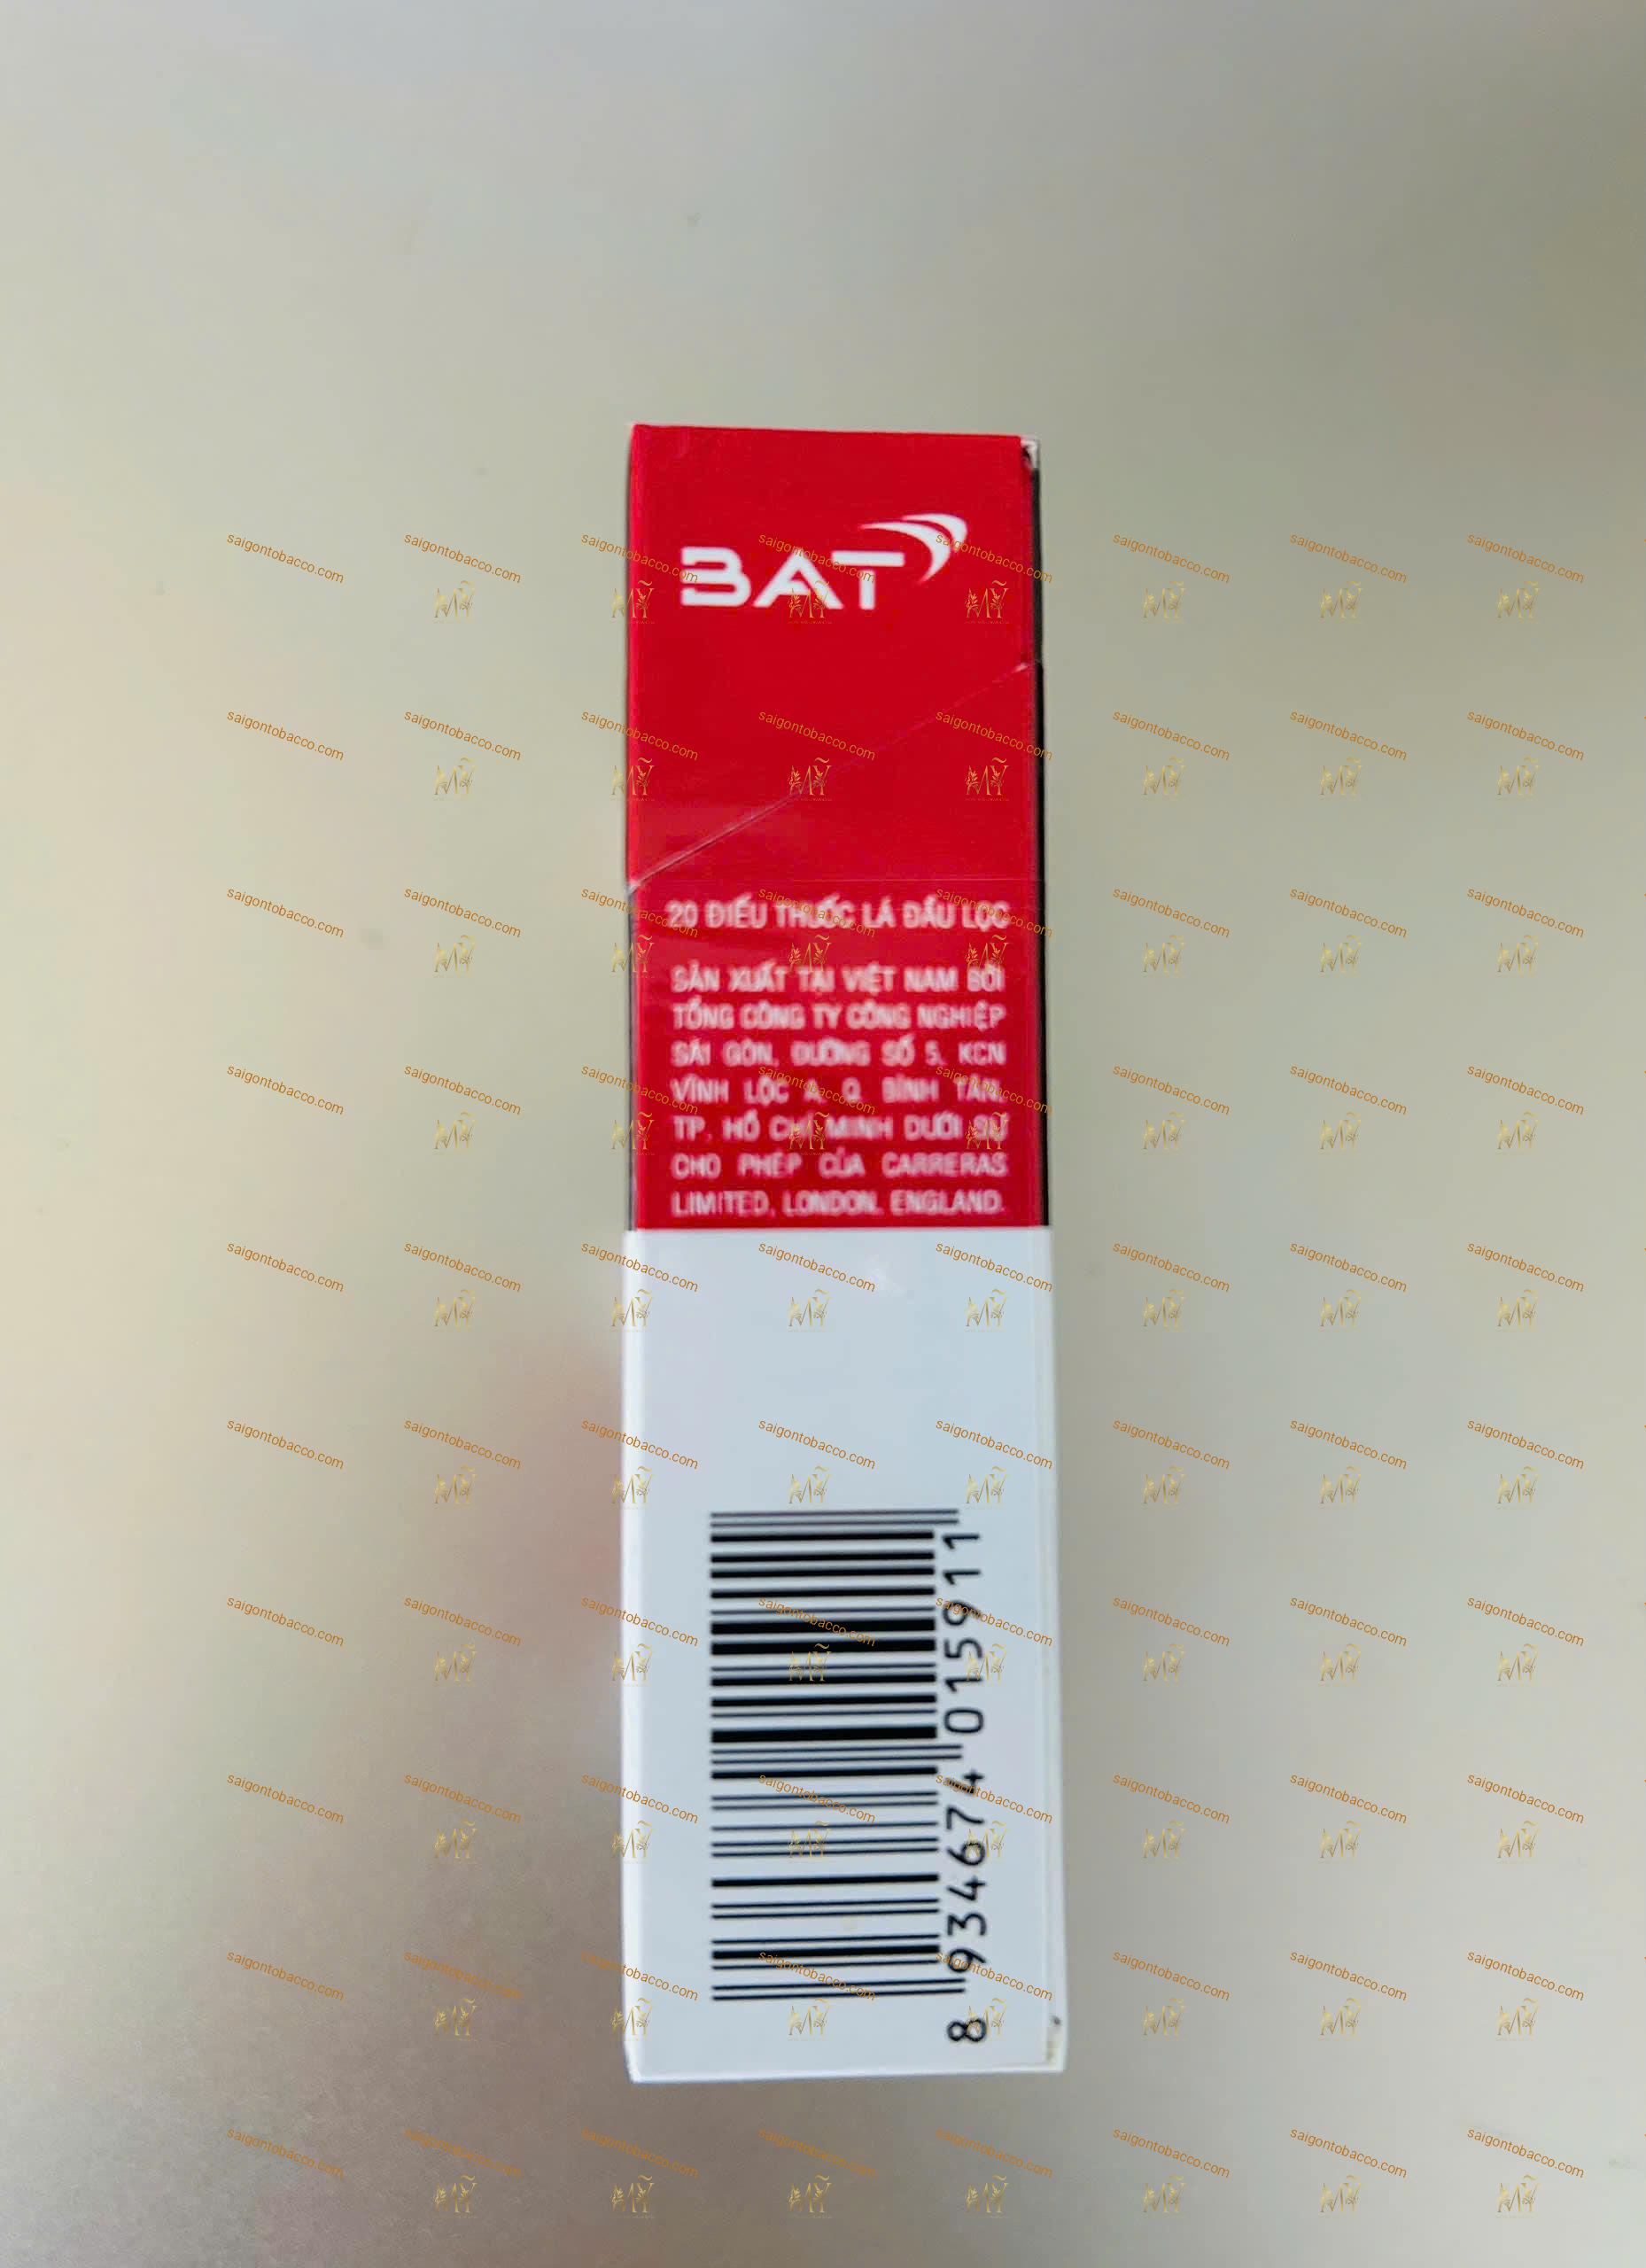 BAT
20 ĐIẾU THUỐC LÁ ĐẦU LỌC
SẢN XUẤT TẠI VIỆT NAM BỞI
TỔNG CÔNG TY CÔNG NGHIỆP
SÀI GÒN, ĐƯỜNG SỐ 5, KCN
VĨNH LỘC A, Q. BÌNH TÂN,
TP. HỒ CHÍ MINH DƯỚI SỰ
CHO PHÉP CỦA CARRERAS
LIMITED, LONDON, ENGLAND.
8 934674 015911
saigontobacco.com
MỸ